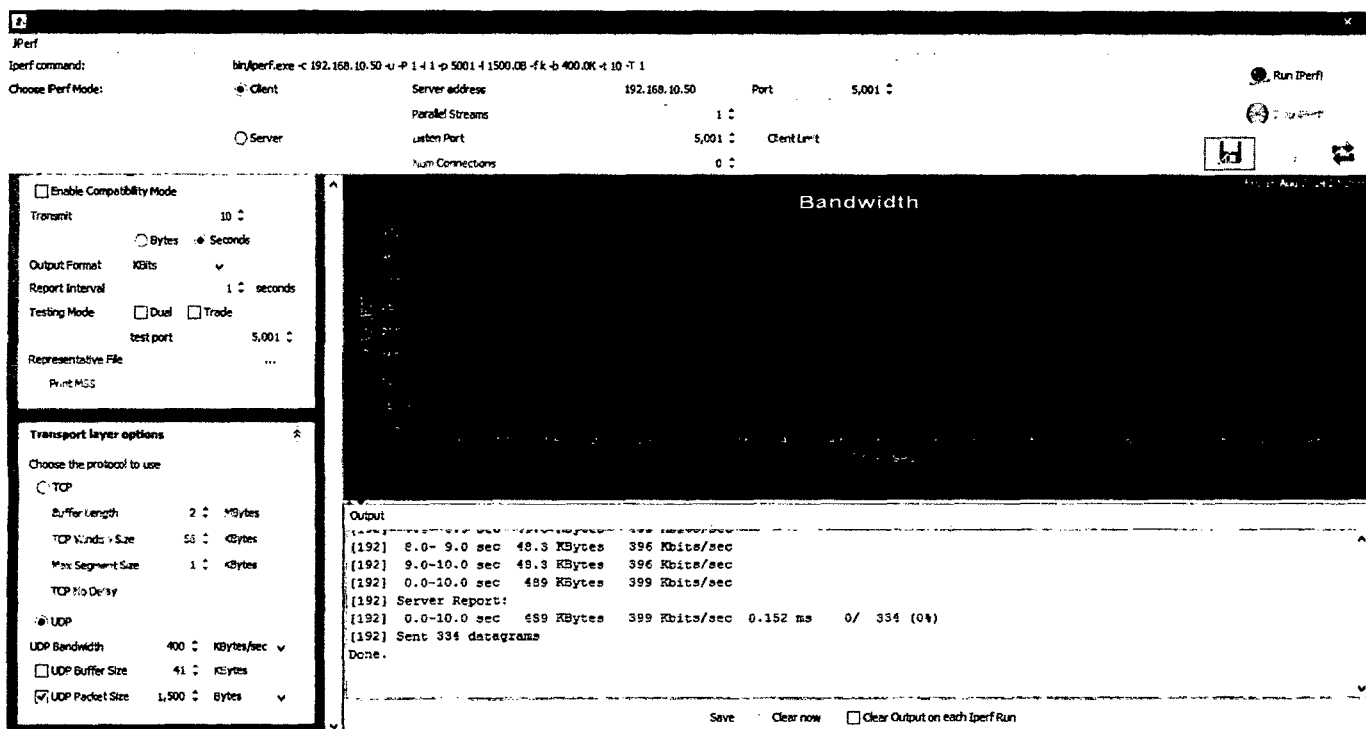 JPerf
Iperf command: bin/iperf.exe -c 192.168.10.50 -u -P 1 -i 1 -p 5001 -l 1500.0B -f k -b 400.0K -t 10 -T 1
Choose iPerf Mode: Client Server address 192.168.10.50 Port 5,001
Parallel Streams 1
Server Listen Port 5,001 Client Limit
Num Connections 0
Run IPerf!
Enable Compatibility Mode
Transmit 10
Bytes Seconds
Output Format KBits
Report Interval 1 seconds
Testing Mode Dual Trade
test port 5,001
Representative File ...
Print MSS
Transport layer options
Choose the protocol to use
TCP
Buffer Length 2 MBytes
TCP Window Size 56 KBytes
Max Segment Size 1 KBytes
TCP No Delay
UDP
UDP Bandwidth 400 KBytes/sec
UDP Buffer Size 41 KBytes
UDP Packet Size 1,500 Bytes
Bandwidth
Output
[192] 8.0- 9.0 sec 48.3 KBytes 396 Kbits/sec
[192] 9.0-10.0 sec 48.3 KBytes 396 Kbits/sec
[192] 0.0-10.0 sec 489 KBytes 399 Kbits/sec
[192] Server Report:
[192] 0.0-10.0 sec 489 KBytes 399 Kbits/sec 0.152 ms 0/ 334 (0%)
[192] Sent 334 datagrams
Done.
Save Clear now Clear Output on each Iperf Run